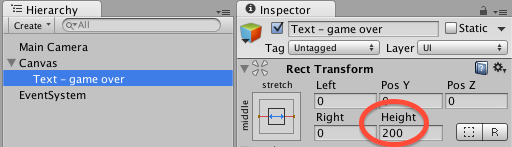 Hierarchy
Create All
Main Camera
Canvas
Text - game over
EventSystem
Inspector
Text - game over Static
Tag Untagged Layer UI
Rect Transform
stretch Left Pos Y Pos Z
0 0 0
middle Right Height
0 200 R